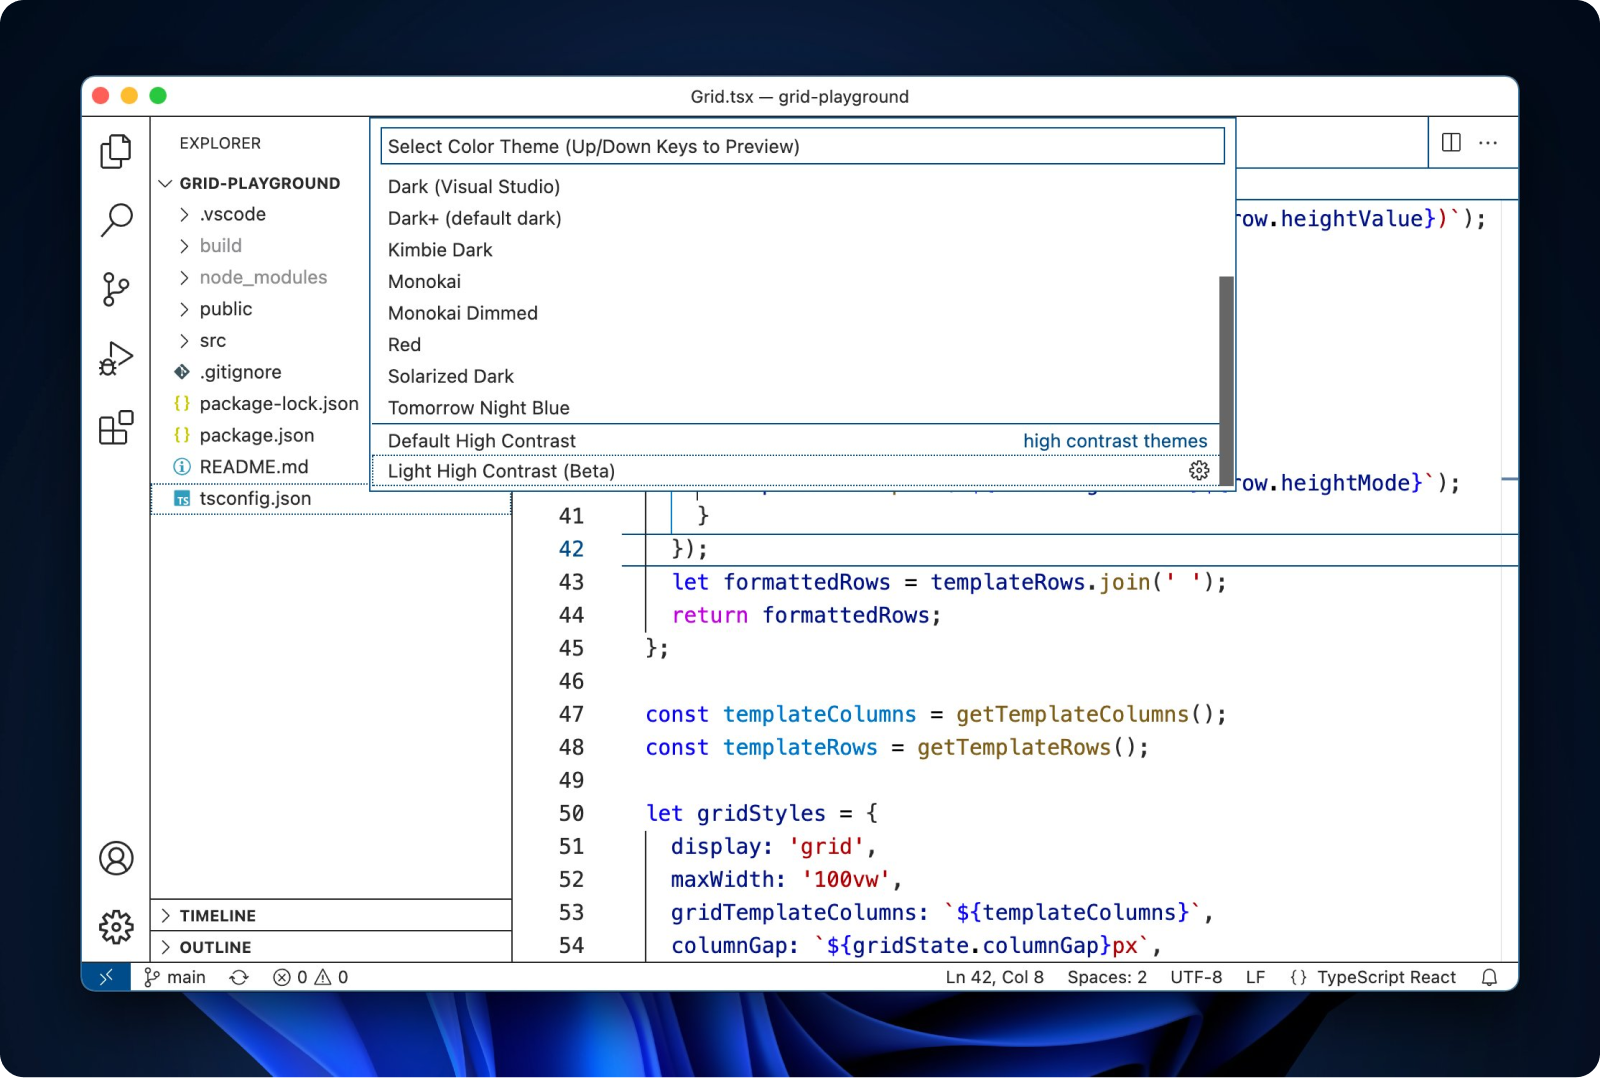 Grid.tsx — grid-playground
EXPLORER
GRID-PLAYGROUND
.vscode
build
node_modules
public
src
.gitignore
package-lock.json
package.json
README.md
tsconfig.json
TIMELINE
OUTLINE
Select Color Theme (Up/Down Keys to Preview)
Dark (Visual Studio)
Dark+ (default dark)
Kimbie Dark
Monokai
Monokai Dimmed
Red
Solarized Dark
Tomorrow Night Blue
Default High Contrast high contrast themes
Light High Contrast (Beta)
row.heightValue})`);
row.heightMode}`);
41 }
42 });
43 let formattedRows = templateRows.join(' ');
44 return formattedRows;
45 };
46
47 const templateColumns = getTemplateColumns();
48 const templateRows = getTemplateRows();
49
50 let gridStyles = {
51 display: 'grid',
52 maxWidth: '100vw',
53 gridTemplateColumns: `${templateColumns}`,
54 columnGap: `${gridState.columnGap}px`,
main 0 0 Ln 42, Col 8 Spaces: 2 UTF-8 LF {} TypeScript React